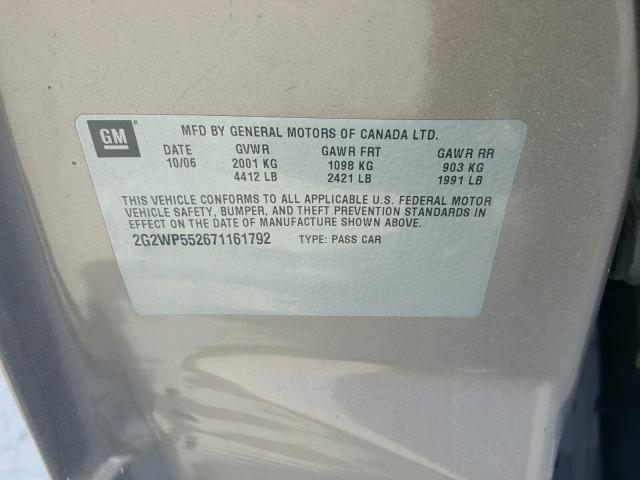 GM
MFD BY GENERAL MOTORS OF CANADA LTD.
DATE GVWR GAWR FRT GAWR RR
10/06 2001 KG 1098 KG 903 KG
4412 LB 2421 LB 1991 LB
THIS VEHICLE CONFORMS TO ALL APPLICABLE U.S. FEDERAL MOTOR
VEHICLE SAFETY, BUMPER, AND THEFT PREVENTION STANDARDS IN
EFFECT ON THE DATE OF MANUFACTURE SHOWN ABOVE.
2G2WP552671161792 TYPE: PASS CAR